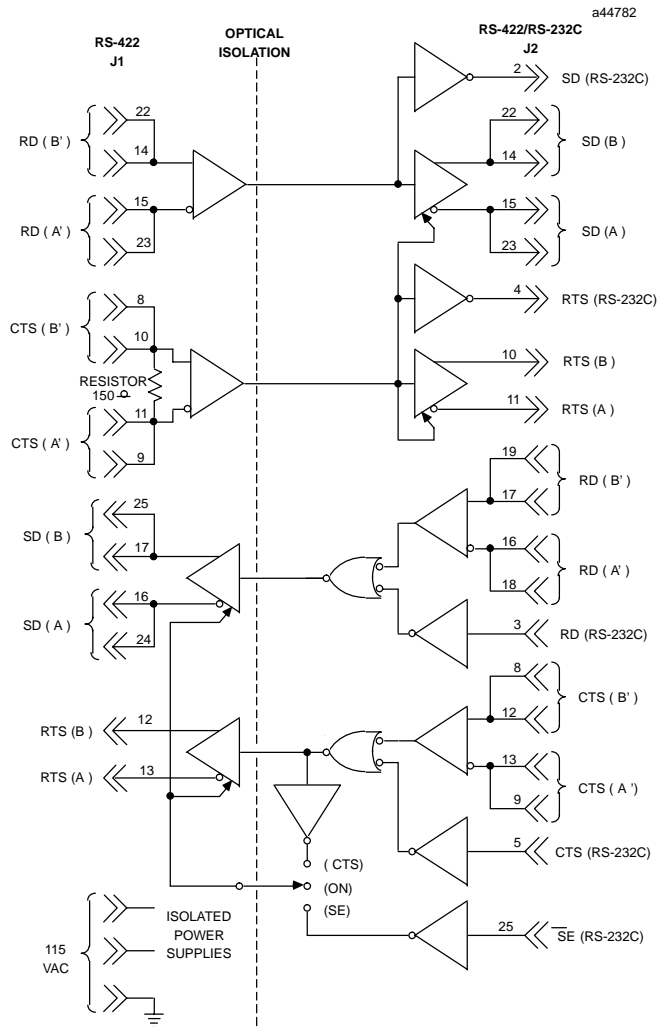 a44782
RS-422
J1
OPTICAL
ISOLATION
RS-422/RS-232C
J2
2 SD (RS-232C)
RD ( B' ) 22
14
22 SD (B)
14
RD ( A' ) 15
23
15 SD (A)
23
4 RTS (RS-232C)
CTS ( B' ) 8
10
RESISTOR
150
10 RTS (B)
11 RTS (A)
CTS ( A' ) 11
9
19 RD ( B' )
17
SD ( B ) 25
17
16 RD ( A' )
18
SD ( A ) 16
24
3 RD (RS-232C)
8 CTS ( B' )
12
RTS (B) 12
RTS (A) 13
13 CTS ( A ' )
9
5 CTS (RS-232C)
( CTS)
(ON)
(SE)
25 SE (RS-232C)
115
VAC
ISOLATED
POWER
SUPPLIES